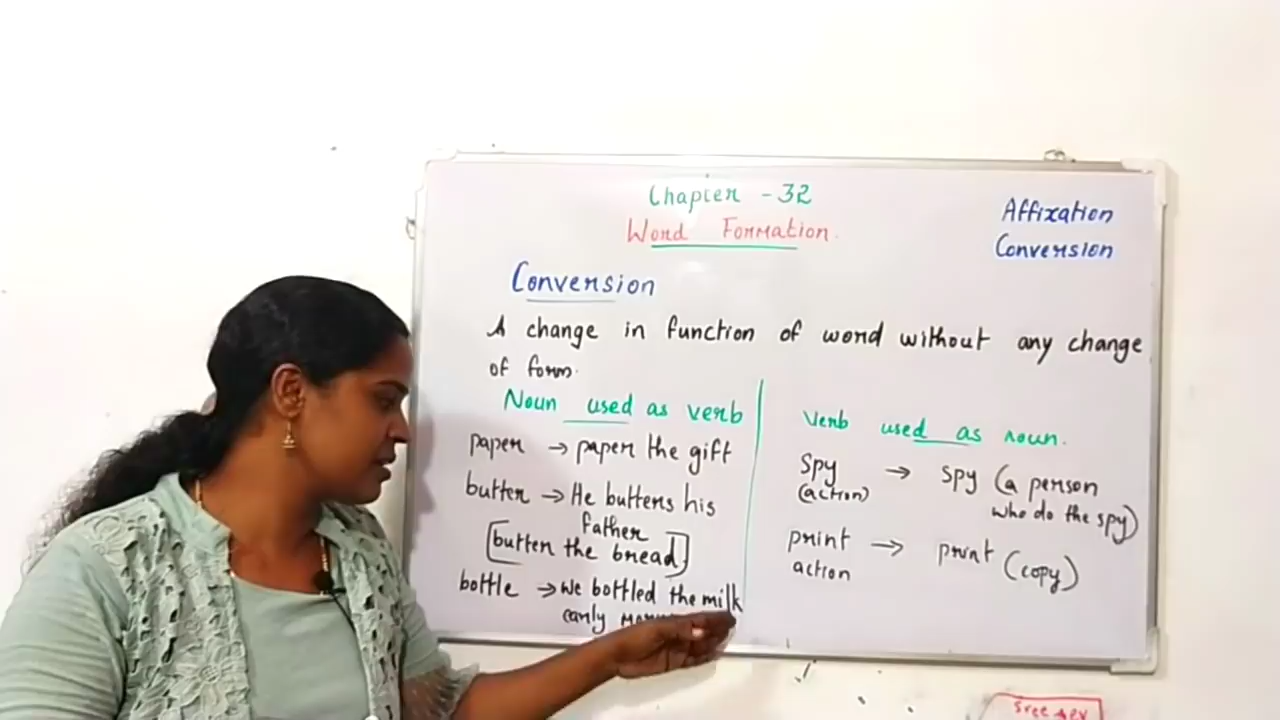 Chapter - 32
Word Formation.
Affixation
Conversion
Conversion
A change in function of word without any change
of form.
Noun used as verb
paper → paper the gift
butter → He butters his
father
[butter the bread]
bottle → we bottled the milk
early
Verb used as noun.
Spy → spy (a person
(action) who do the spy)
print → print (copy)
action